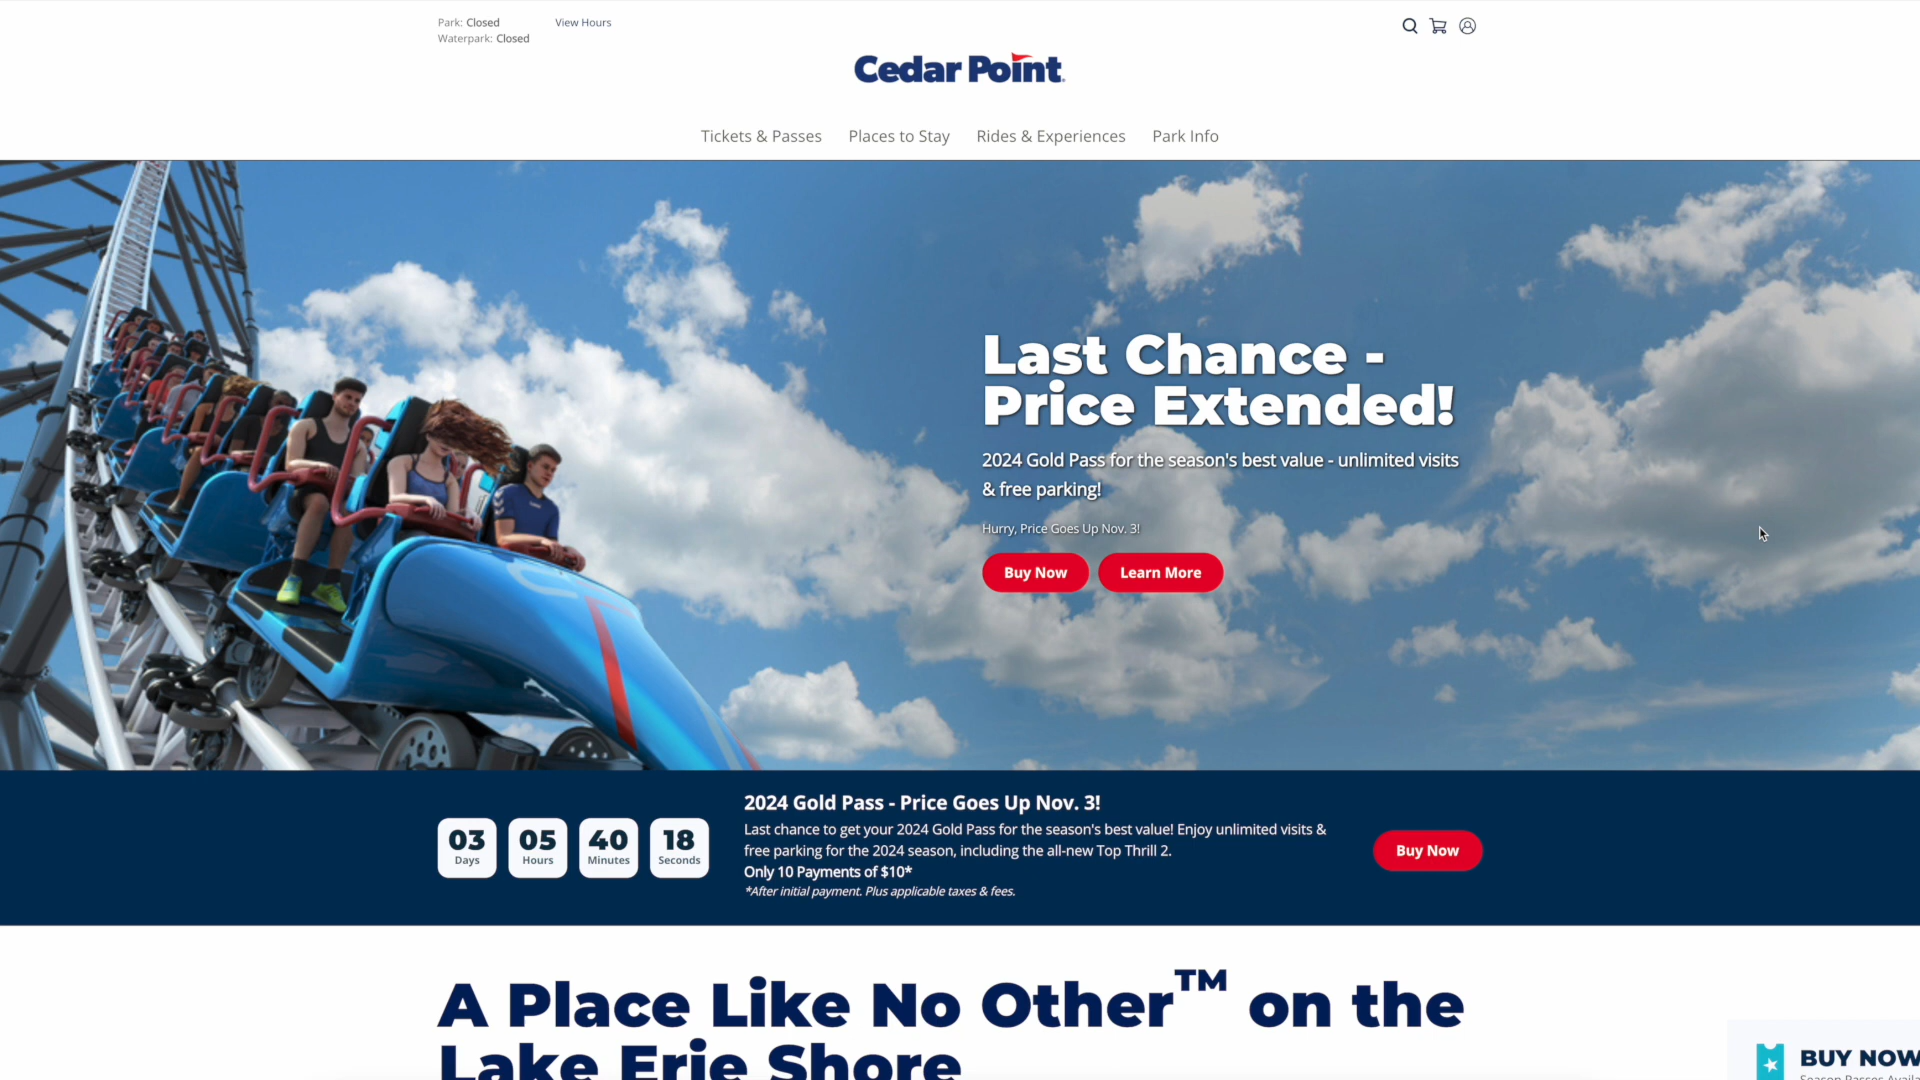 Park: Closed
View Hours
Waterpark: Closed
Cedar Point
Tickets & Passes
Places to Stay
Rides & Experiences
Park Info
Last Chance -
Price Extended!
2024 Gold Pass for the season's best value - unlimited visits
& free parking!
Hurry, Price Goes Up Nov. 3!
Buy Now
Learn More
03
Days
05
Hours
40
Minutes
18
Seconds
2024 Gold Pass - Price Goes Up Nov. 3!
Last chance to get your 2024 Gold Pass for the season's best value! Enjoy unlimited visits &
free parking for the 2024 season, including the all-new Top Thrill 2.
Only 10 Payments of $10*
*After initial payment. Plus applicable taxes & fees.
Buy Now
A Place Like No Other™ on the
Lake Erie Shore
BUY NOW
Season Passes